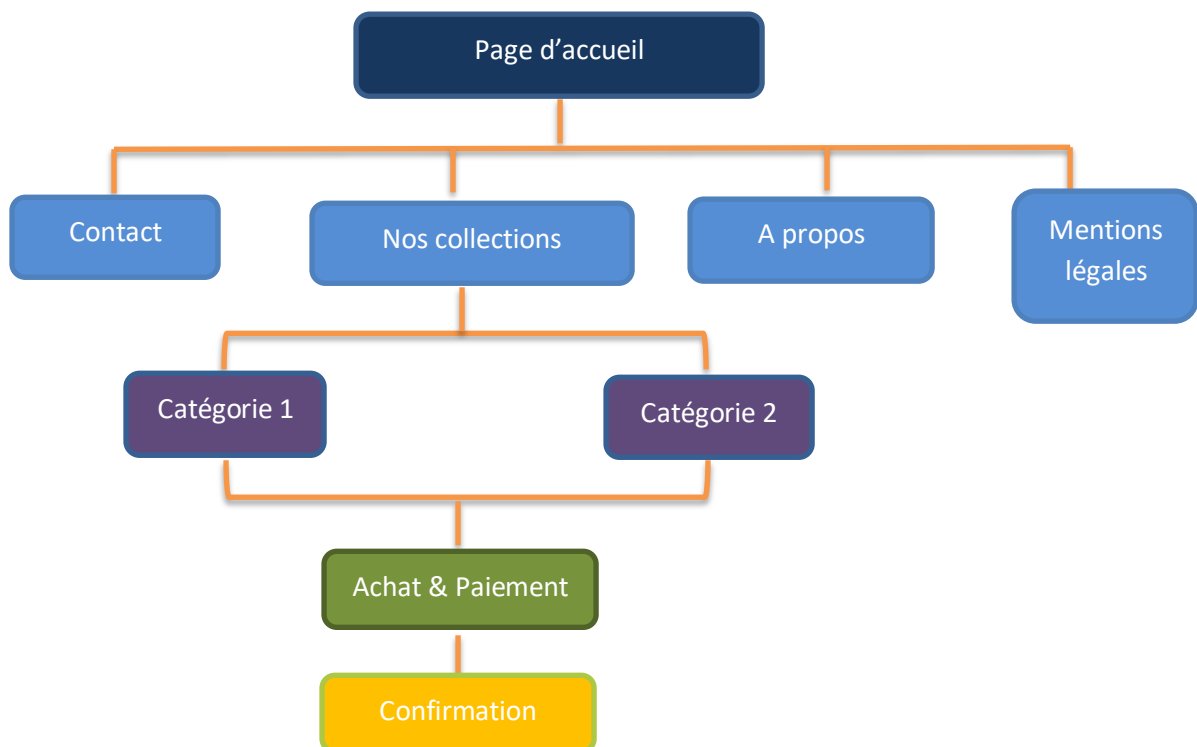 Page d’accueil
Contact
Nos collections
A propos
Mentions
légales
Catégorie 1
Catégorie 2
Achat & Paiement
Confirmation